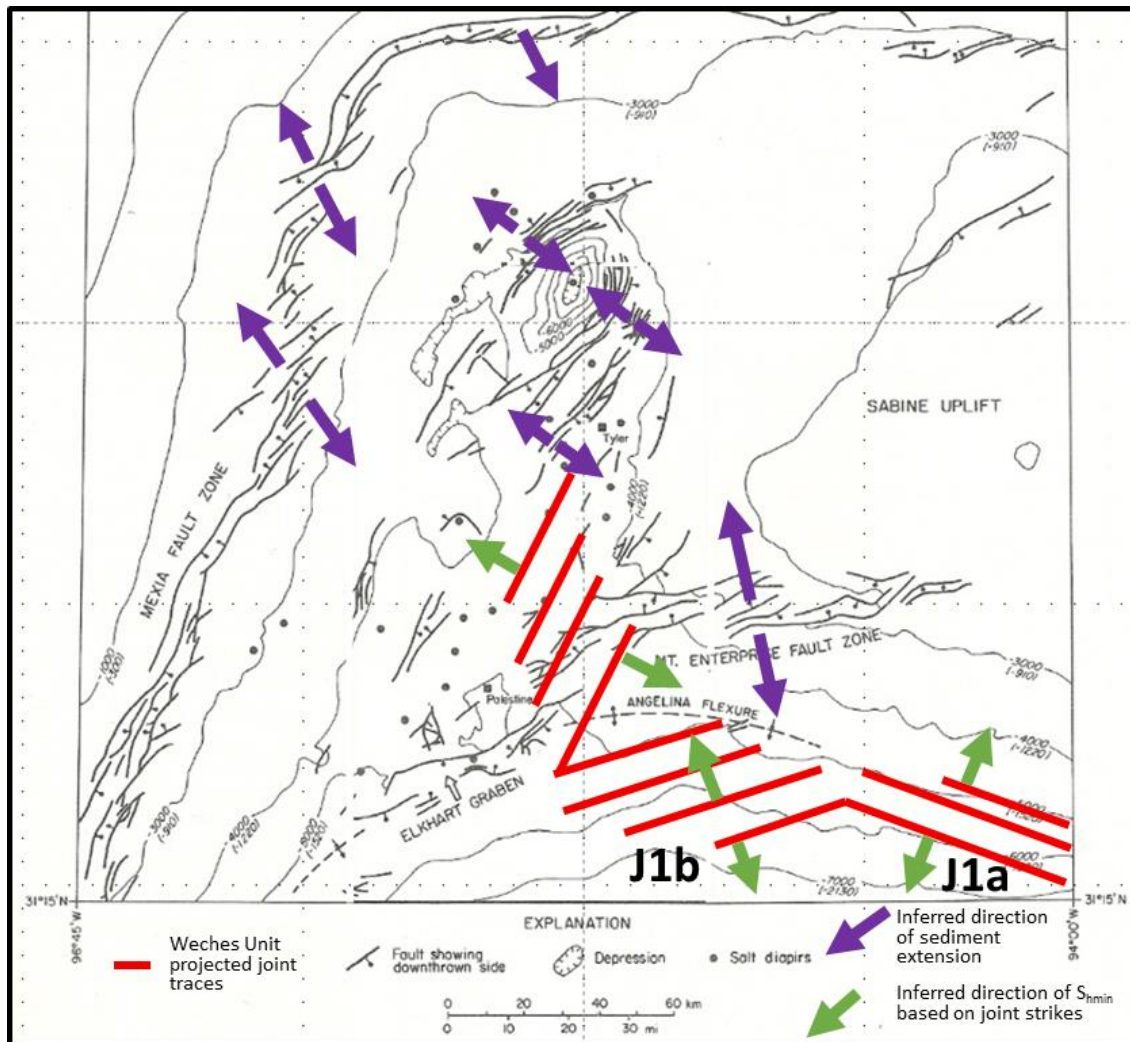 -3000
(-910)
-3000
(-910)
-6000
-5000
SABINE UPLIFT
Tyler
-4000
(-1220)
MEXIA FAULT ZONE
MT. ENTERPRISE FAULT ZONE
-3000
(-910)
Palestine
ANGELINA FLEXURE
-4000
(-1220)
ELKHART GRABEN
-3000
(-910)
(-1220)
(-1520)
(-1520)
J1b
J1a
-7000
(-2130)
31°15'N
31°15'N
96°45'W
94°00'W
EXPLANATION
Weches Unit
projected joint
traces
Fault showing
downthrown side
Depression
Salt diapirs
Inferred direction
of sediment
extension
0 20 40 60 km
0 10 20 30 mi
Inferred direction of Shmin
based on joint strikes